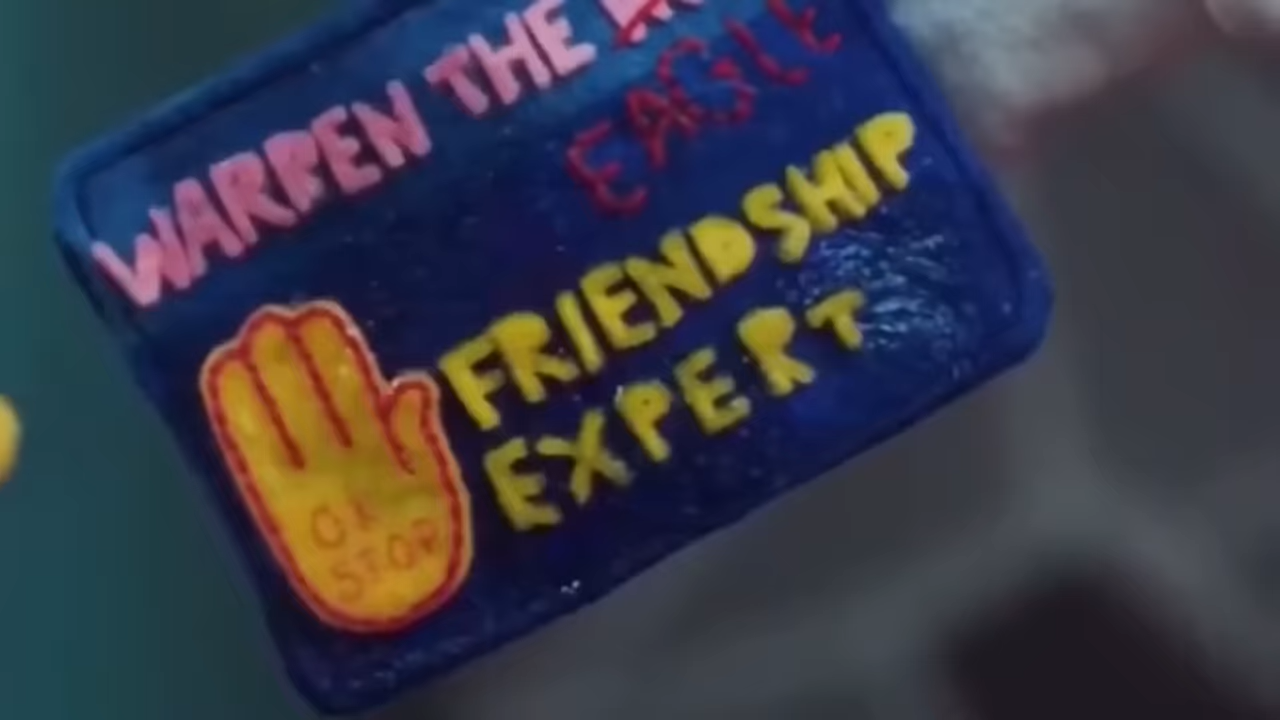 WARREN THE
EAGLE
FRIENDSHIP
EXPERT
OK
STOP